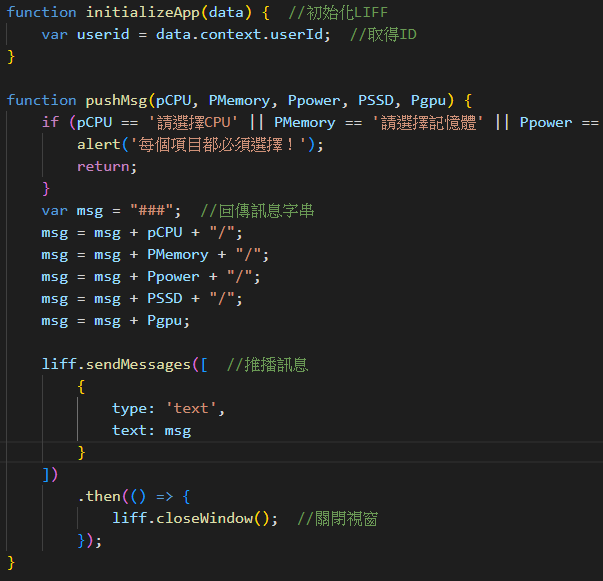 function initializeApp(data) {  //初始化LIFF
    var userid = data.context.userId;  //取得ID
}
function pushMsg(pCPU, PMemory, Ppower, PSSD, Pgpu) {
    if (pCPU == '請選擇CPU' || PMemory == '請選擇記憶體' || Ppower ==
        alert('每個項目都必須選擇！');
        return;
    }
    var msg = "###";  //回傳訊息字串
    msg = msg + pCPU + "/";
    msg = msg + PMemory + "/";
    msg = msg + Ppower + "/";
    msg = msg + PSSD + "/";
    msg = msg + Pgpu;
    liff.sendMessages([  //推播訊息
        {
            type: 'text',
            text: msg
        }
    ])
        .then(() => {
            liff.closeWindow();  //關閉視窗
        });
}